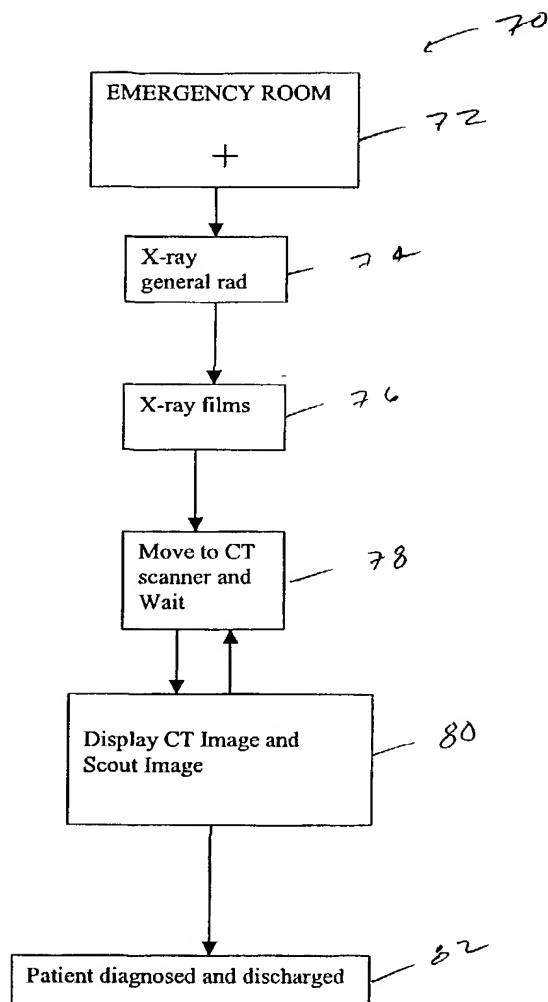 70
EMERGENCY ROOM
+
72
X-ray
general rad
74
X-ray films
76
Move to CT
scanner and
Wait
78
Display CT Image and
Scout Image
80
Patient diagnosed and discharged
82